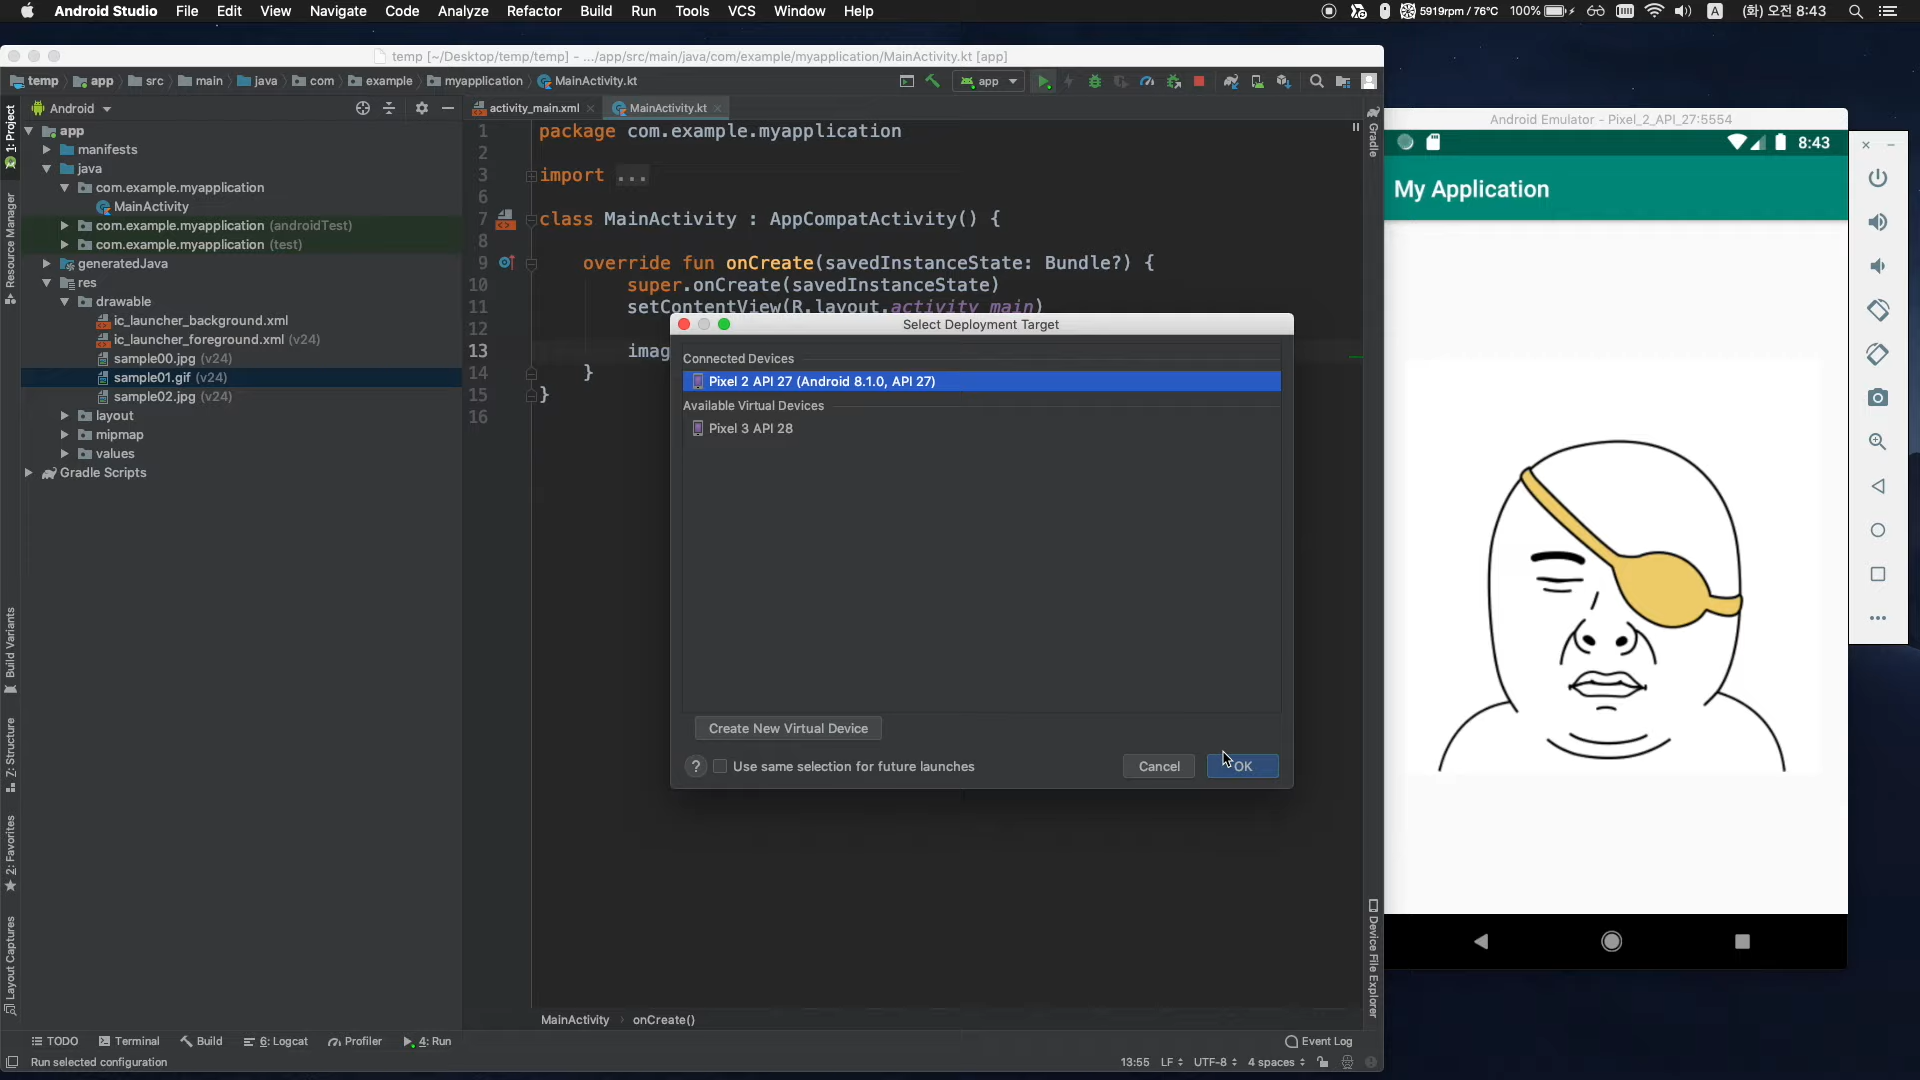 Android Studio File Edit View Navigate Code Analyze Refactor Build Run Tools VCS Window Help 5919rpm / 76°C 100% A (화) 오전 8:43
temp [~/Desktop/temp/temp] - .../app/src/main/java/com/example/myapplication/MainActivity.kt [app]
temp app src main java com example myapplication MainActivity.kt app
Android
activity_main.xml MainActivity.kt
1: Project
Resource Manager
Build Variants
7: Structure
2: Favorites
Layout Captures
app
manifests
java
com.example.myapplication
MainActivity
com.example.myapplication (androidTest)
com.example.myapplication (test)
generatedJava
res
drawable
ic_launcher_background.xml
ic_launcher_foreground.xml (v24)
sample00.jpg (v24)
sample01.gif (v24)
sample02.jpg (v24)
layout
mipmap
values
Gradle Scripts
1 package com.example.myapplication
2
3 import ...
6
7 class MainActivity : AppCompatActivity() {
8
9 override fun onCreate(savedInstanceState: Bundle?) {
10 super.onCreate(savedInstanceState)
11 setContentView(R.layout.activity_main)
12
13 imag
14 }
15 }
16
Select Deployment Target
Connected Devices
Pixel 2 API 27 (Android 8.1.0, API 27)
Available Virtual Devices
Pixel 3 API 28
Create New Virtual Device
? Use same selection for future launches
Cancel OK
Gradle
Device File Explorer
MainActivity › onCreate()
TODO Terminal Build 6: Logcat Profiler 4: Run Event Log
Run selected configuration 13:55 LF UTF-8 4 spaces
Android Emulator - Pixel_2_API_27:5554
8:43
My Application